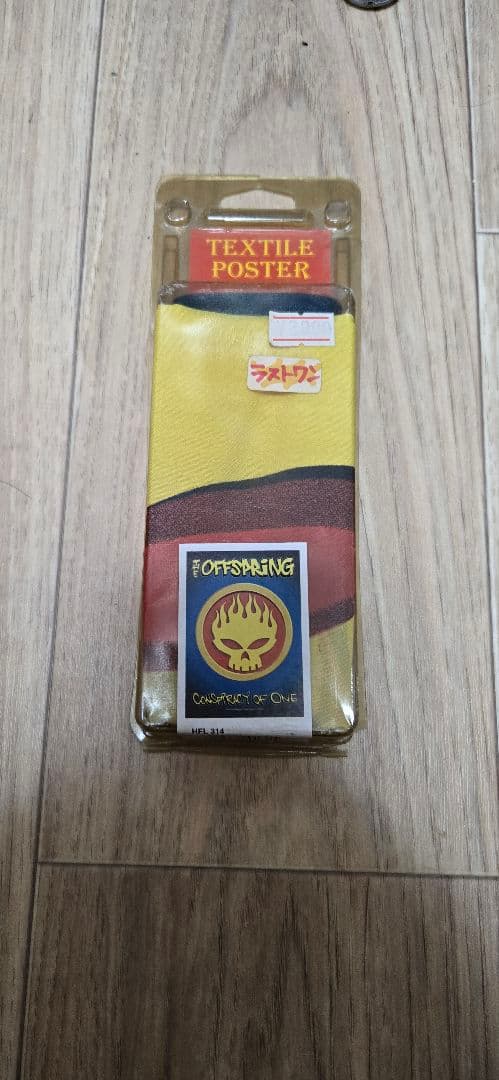 TEXTILE
POSTER
ラストワン
THE OFFSPRING
CONSPIRACY OF ONE
HFL 314